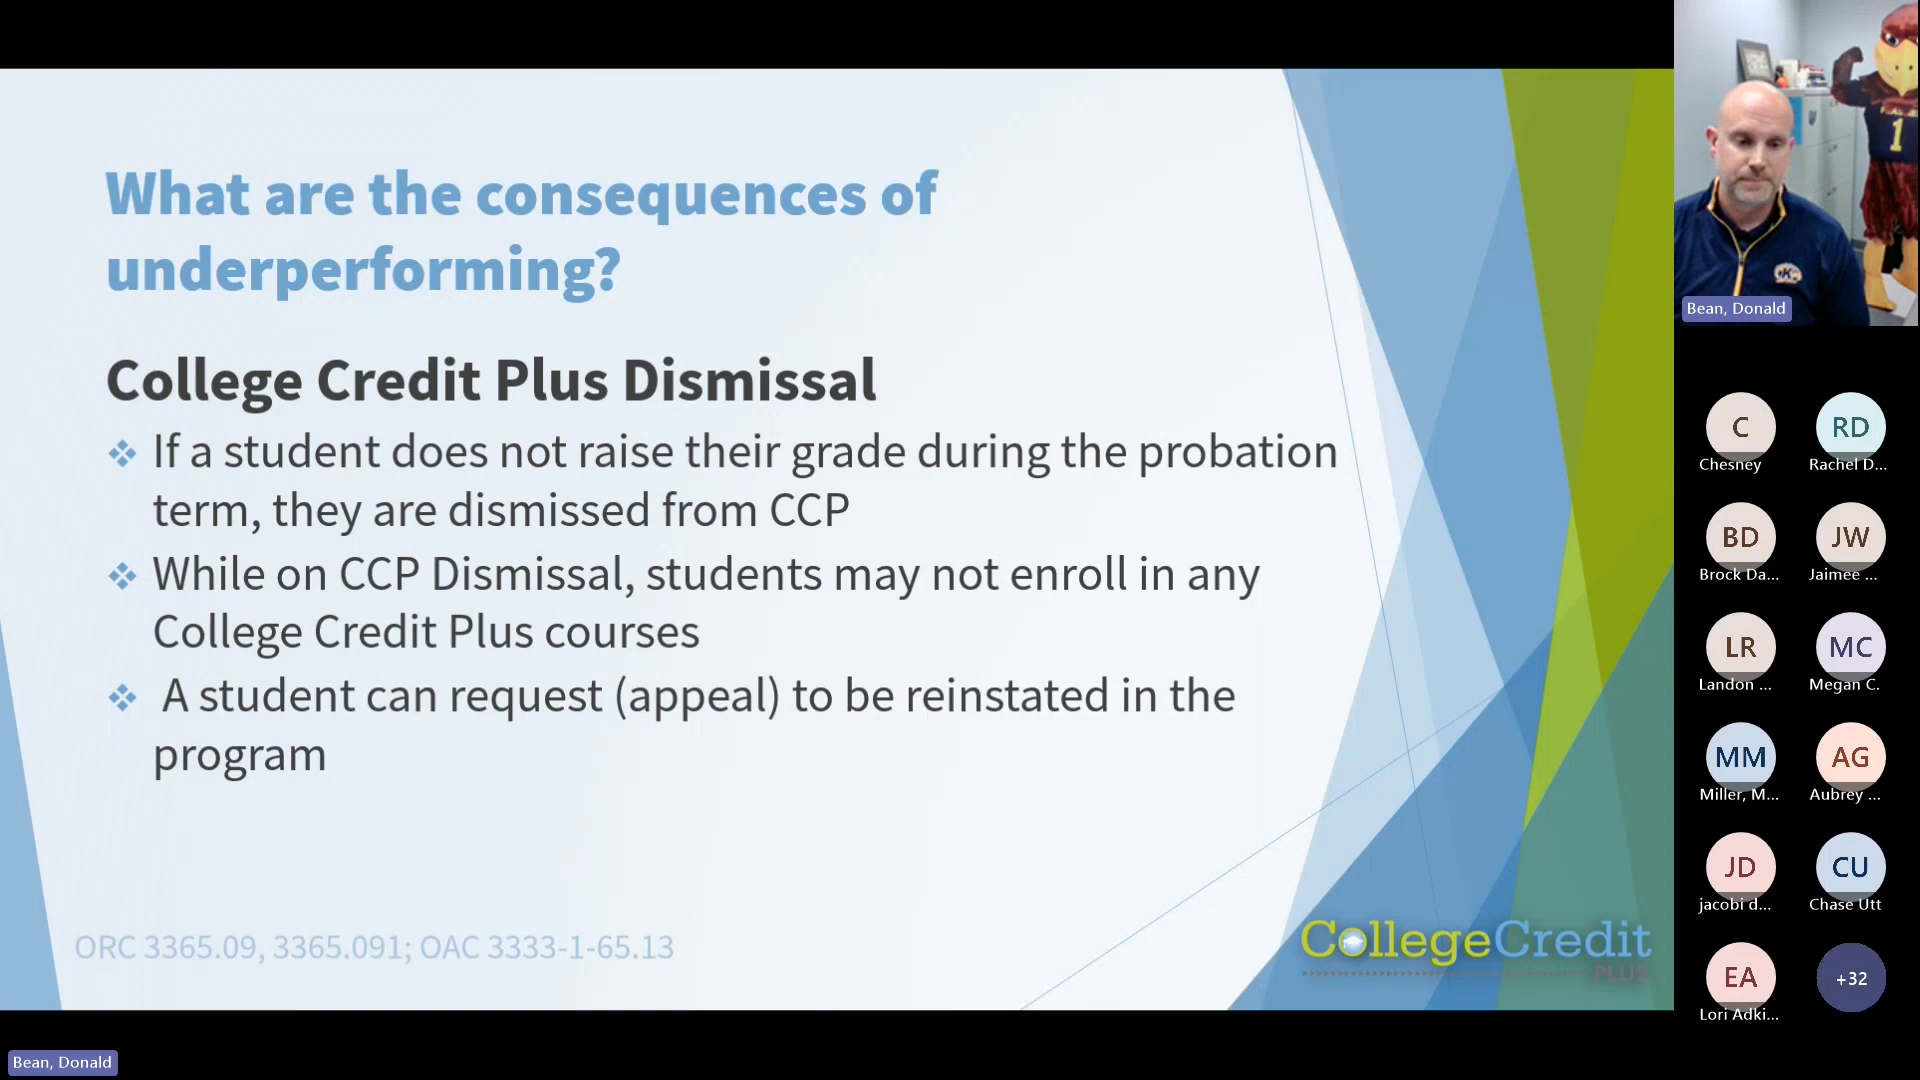 What are the consequences of
underperforming?
College Credit Plus Dismissal
If a student does not raise their grade during the probation
term, they are dismissed from CCP
While on CCP Dismissal, students may not enroll in any
College Credit Plus courses
A student can request (appeal) to be reinstated in the
program
ORC 3365.09, 3365.091; OAC 3333-1-65.13
CollegeCredit
PLUS
Bean, Donald
1
K
Bean, Donald
C
Chesney
RD
Rachel D...
BD
Brock Da...
JW
Jaimee ...
LR
Landon ...
MC
Megan C.
MM
Miller, M...
AG
Aubrey ...
JD
jacobi d...
CU
Chase Utt
EA
Lori Adki...
+32